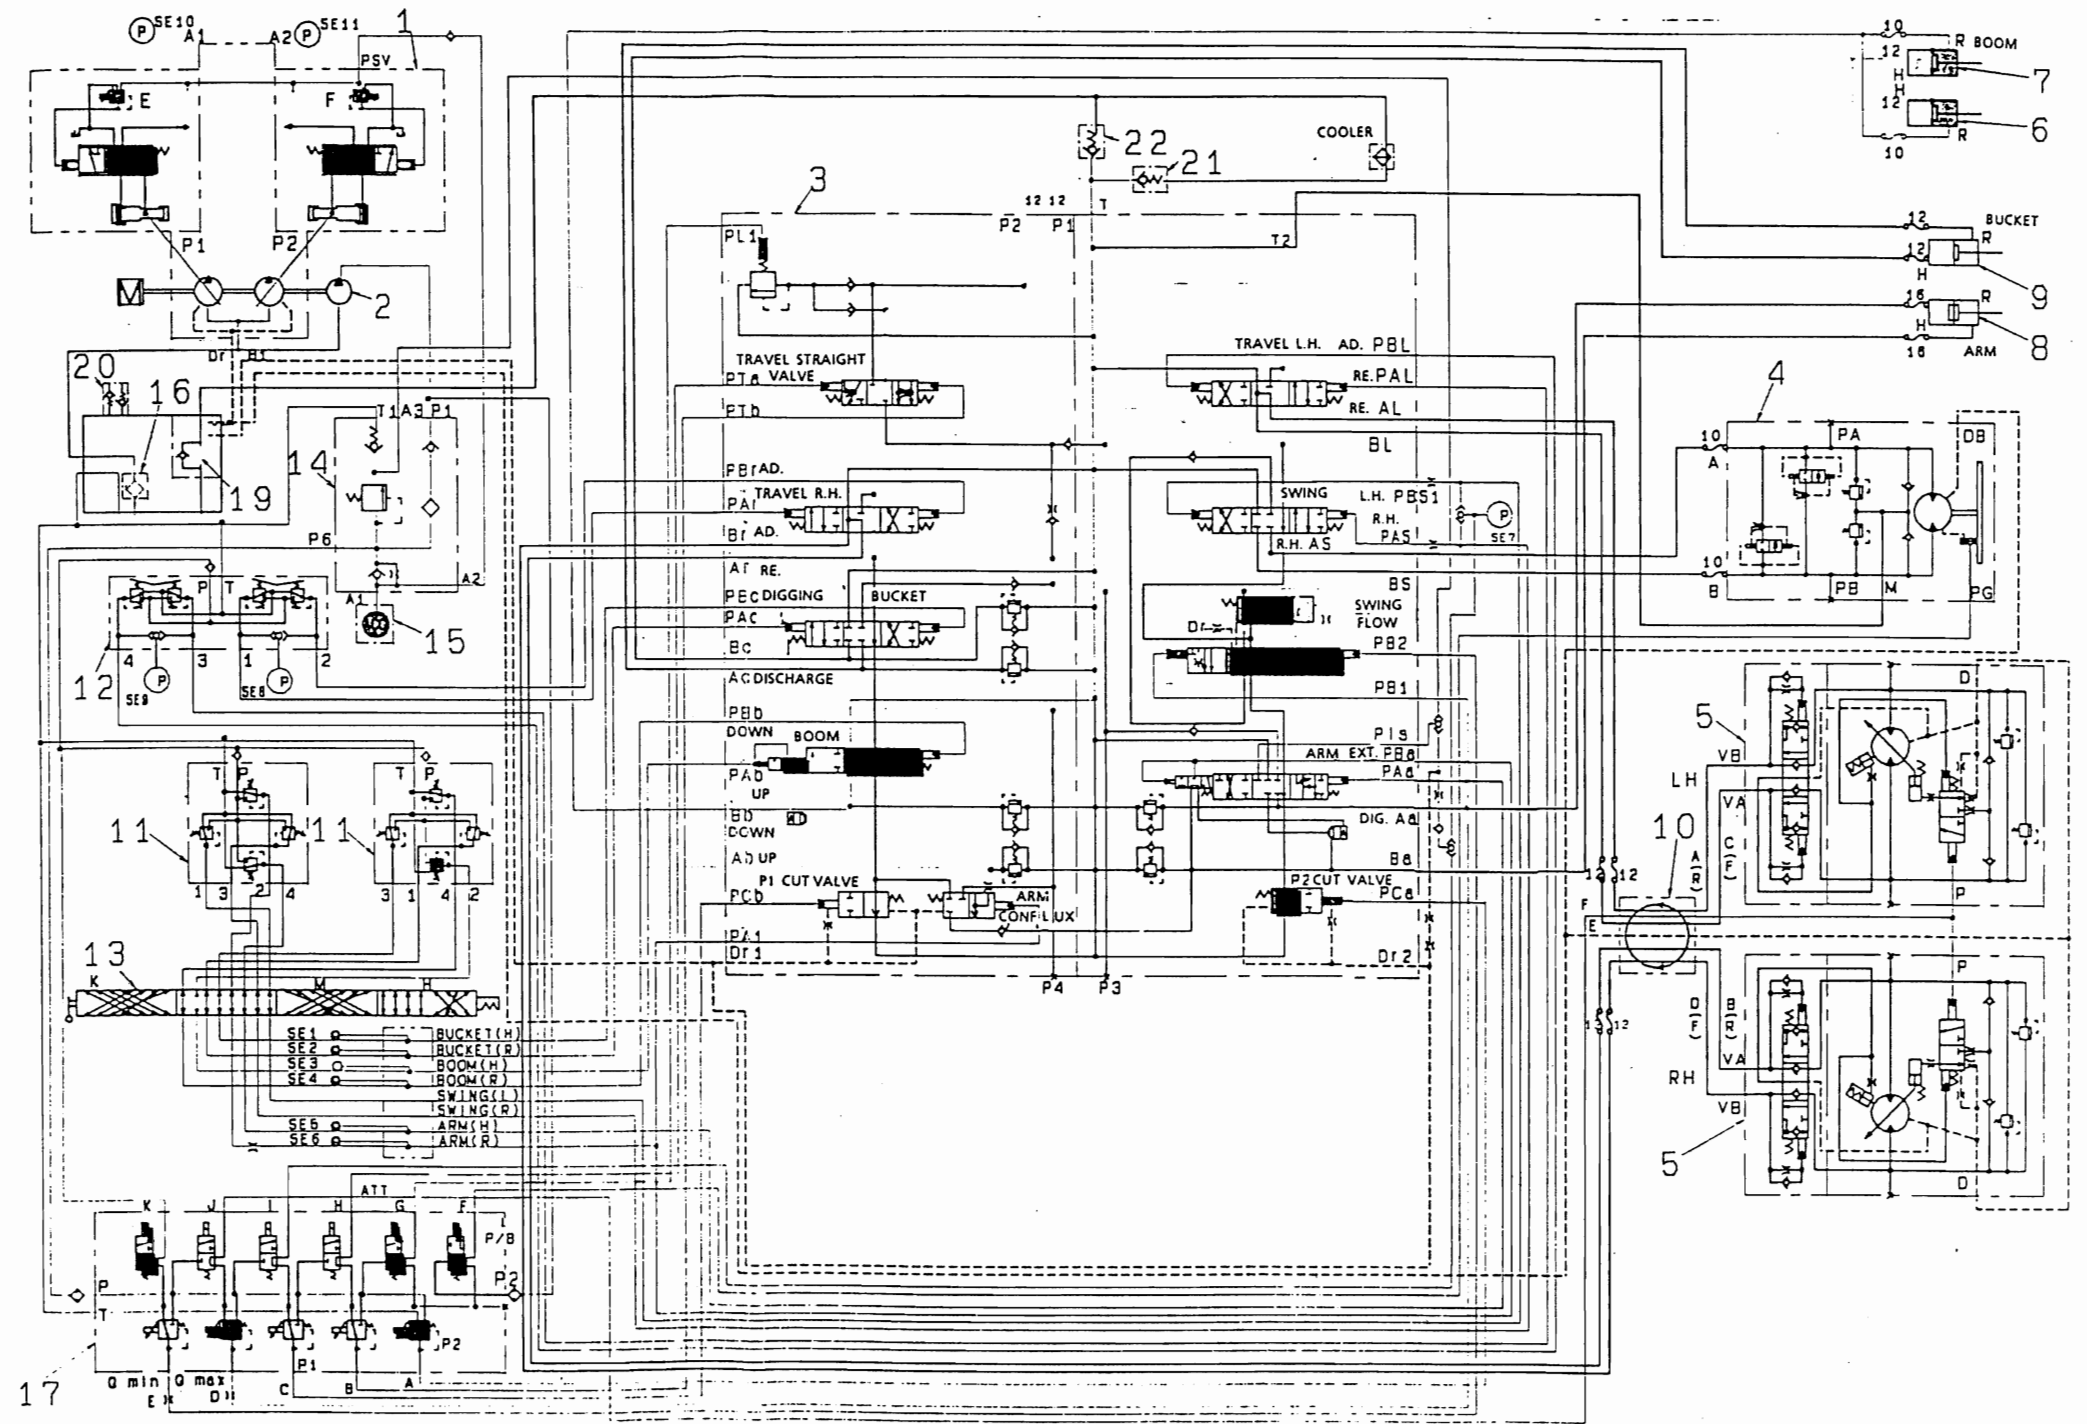 SE10
A1
A2
SE11
1
P
P
PSV
E
F
P1
P2
M
2
Dr
B1
20
16
19
T1 A3 P1
14
P6
A2
A1
15
P
T
12
4
3
1
2
SE9
P
SE8
P
T
P
T
P
11
11
1
3
2
4
3
1
4
2
13
K
M
H
SE1
BUCKET(H)
SE2
BUCKET(R)
SE3
BOOM(H)
SE4
BOOM(R)
SWING(L)
SWING(R)
SE5
ARM(H)
SE6
ARM(R)
ATT
K
J
I
H
G
F
P/B
P
T
P2
P2
P1
Q min
Q max
E
D
C
B
A
17
3
22
21
COOLER
12 12
T
P2
P1
T2
PL1
TRAVEL STRAIGHT
VALVE
PTa
PTb
TRAVEL L.H. AD. PBL
RE. PAL
RE. AL
BL
PBr AD.
TRAVEL R.H.
PAr
Br AD.
Ar RE.
SWING
L.H. PBS1
R.H.
PAS
R.H. AS
BS
P
SE7
PBc DIGGING
BUCKET
PAc
Bc
Ac DISCHARGE
SWING
FLOW
Dr
PB2
PB1
PBb
DOWN
BOOM
PAb
UP
Bb
DOWN
Ab UP
PIs
ARM EXT. PBa
PAa
DIG. Aa
Ba
P1 CUT VALVE
PCb
ARM
CONFLUX
PA1
Dr1
P2 CUT VALVE
PCa
Dr2
P4
P3
10
R BOOM
12
H
7
H
12
6
R
10
12
BUCKET
R
12
H
9
16
R
H
16
8
ARM
4
10
A
PA
DB
10
B
PB
M
PG
5
VB
D
LH
VA
10
A(R)
C(F)
P
F
E
12
12
12
12
D(F)
B(R)
P
VA
RH
VB
D
5